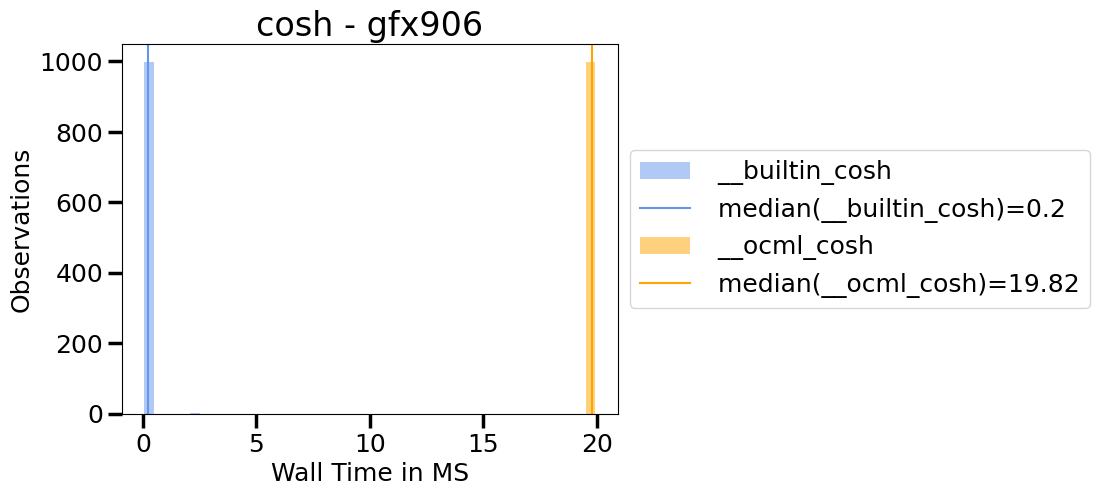 cosh - gfx906
1000
800
600
400
200
0
Observations
0 5 10 15 20
Wall Time in MS
__builtin_cosh
median(__builtin_cosh)=0.2
__ocml_cosh
median(__ocml_cosh)=19.82